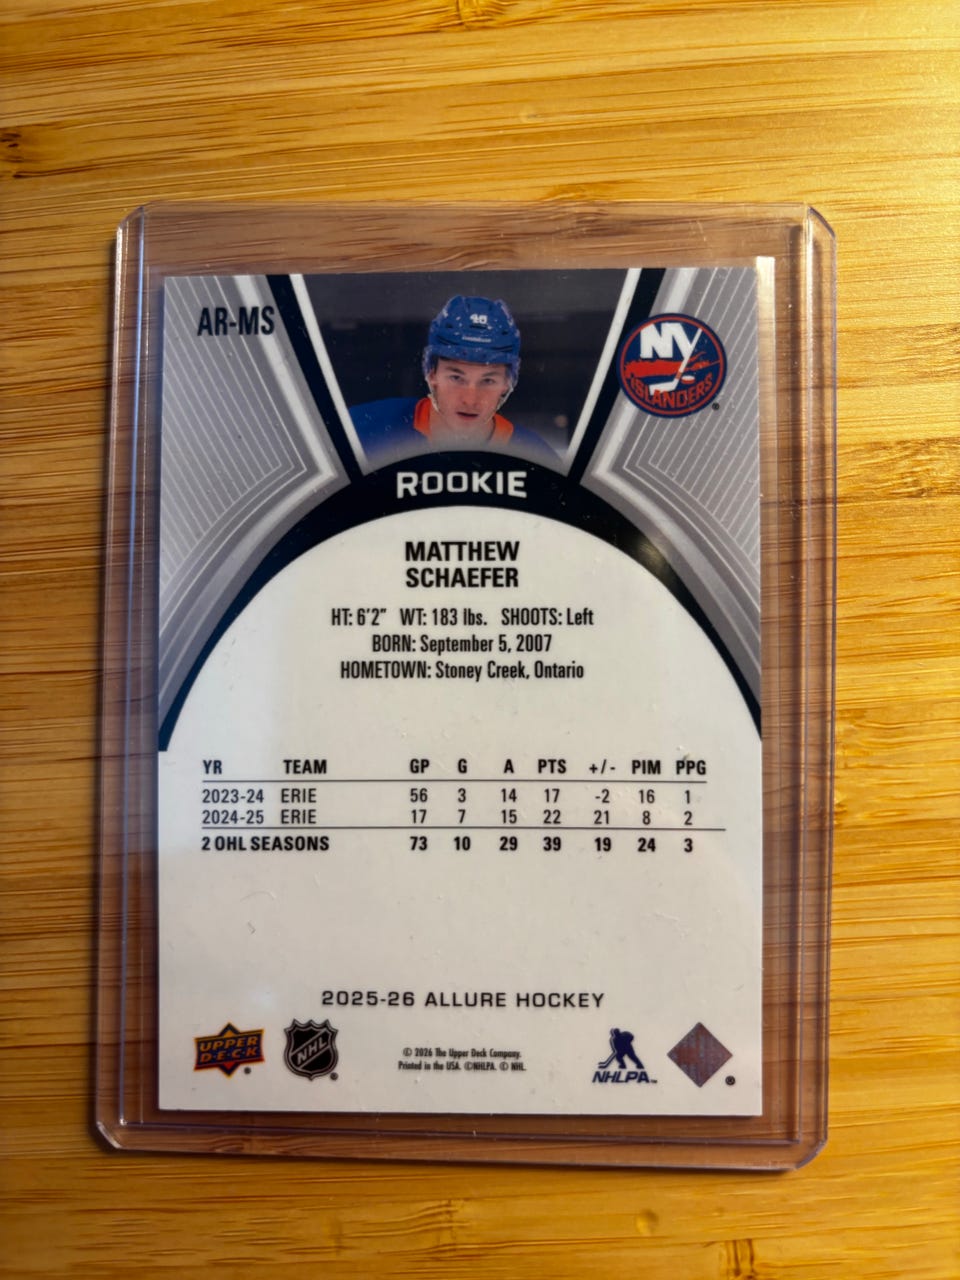 AR-MS
48
NY
ISLANDERS
®
ROOKIE
MATTHEW
SCHAEFER
HT: 6'2" WT: 183 lbs. SHOOTS: Left
BORN: September 5, 2007
HOMETOWN: Stoney Creek, Ontario
YR TEAM GP G A PTS +/- PIM PPG
2023-24 ERIE 56 3 14 17 -2 16 1
2024-25 ERIE 17 7 15 22 21 8 2
2 OHL SEASONS 73 10 29 39 19 24 3
2025-26 ALLURE HOCKEY
UPPER
D·E·C·K ®
NHL ®
© 2026 The Upper Deck Company.
Printed in the USA. ©NHLPA. © NHL.
NHLPA™
®